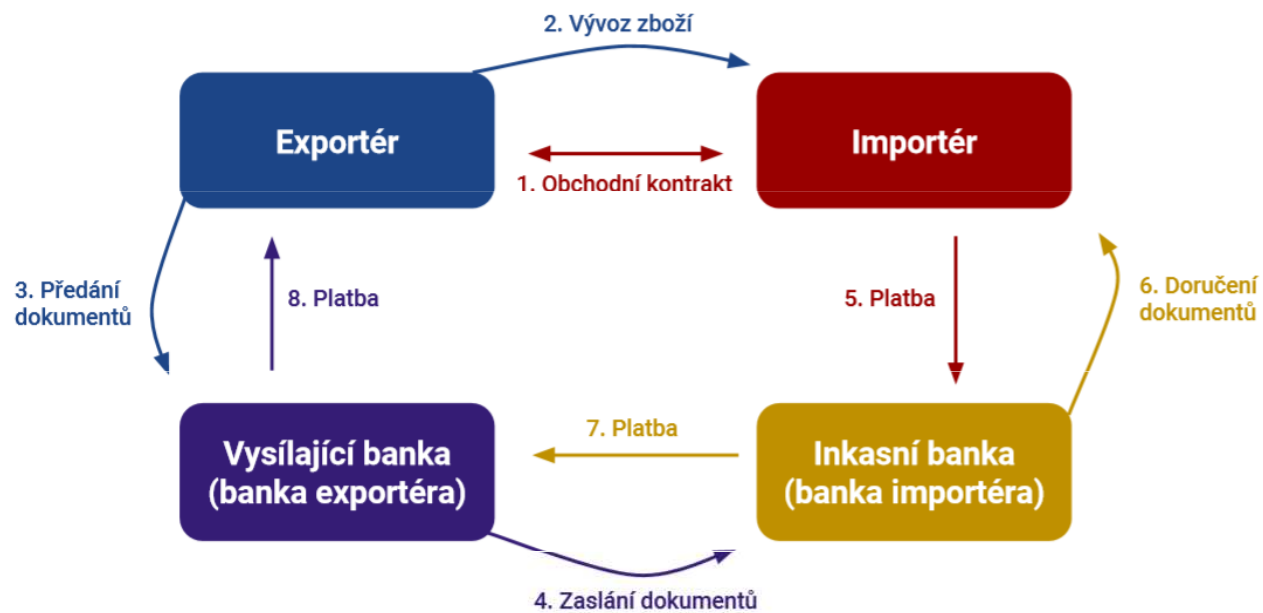 2. Vývoz zboží
Exportér
Importér
1. Obchodní kontrakt
3. Předání
dokumentů
8. Platba
5. Platba
6. Doručení
dokumentů
Vysílající banka
(banka exportéra)
7. Platba
Inkasní banka
(banka importéra)
4. Zaslání dokumentů